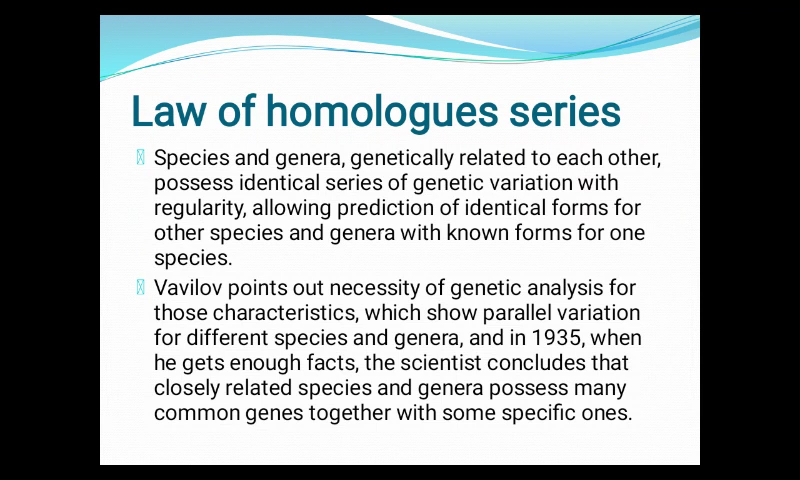 Law of homologues series
Species and genera, genetically related to each other,
possess identical series of genetic variation with
regularity, allowing prediction of identical forms for
other species and genera with known forms for one
species.
Vavilov points out necessity of genetic analysis for
those characteristics, which show parallel variation
for different species and genera, and in 1935, when
he gets enough facts, the scientist concludes that
closely related species and genera possess many
common genes together with some specific ones.